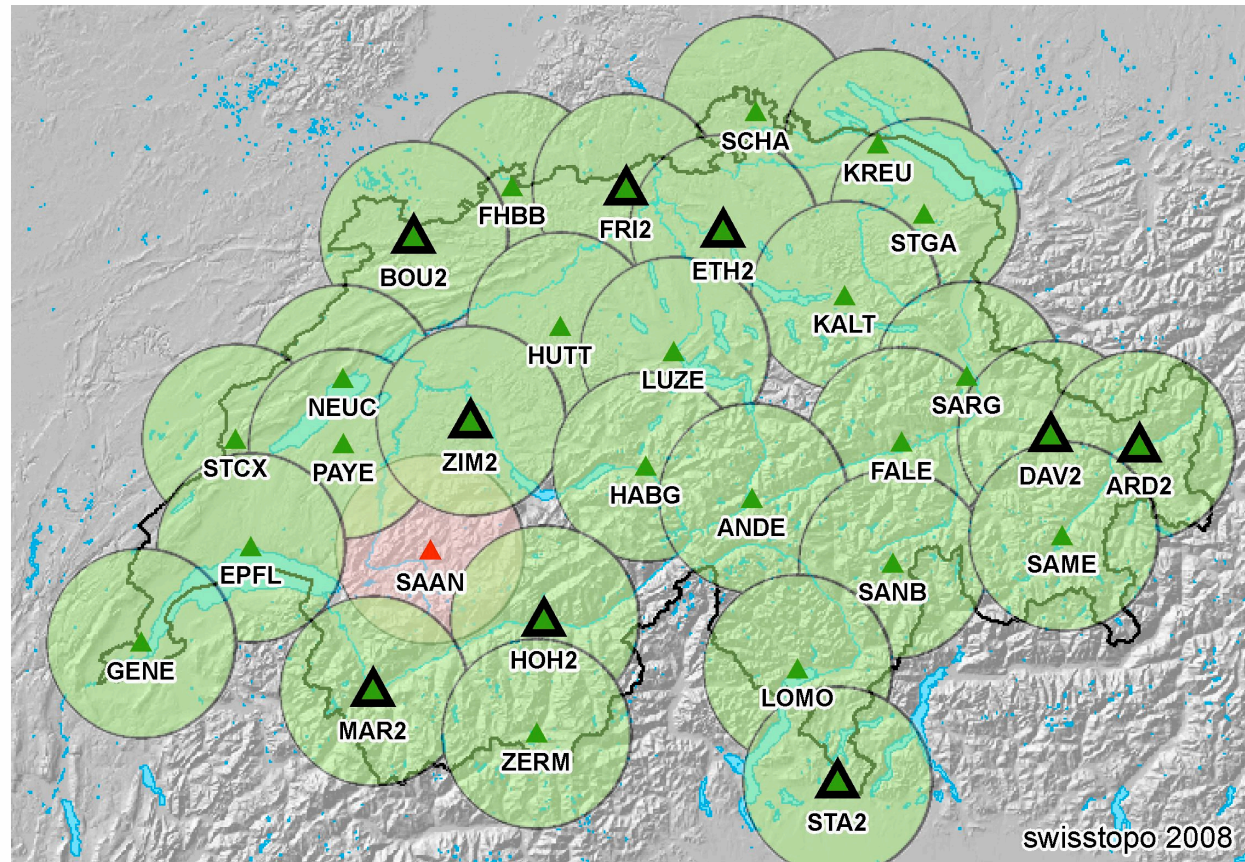 SCHA
KREU
FHBB
FRI2
STGA
BOU2
ETH2
KALT
HUTT
LUZE
NEUC
SARG
STCX
PAYE
ZIM2
HABG
FALE
DAV2
ARD2
ANDE
EPFL
SAAN
SANB
SAME
GENE
HOH2
LOMO
MAR2
ZERM
STA2
swisstopo 2008